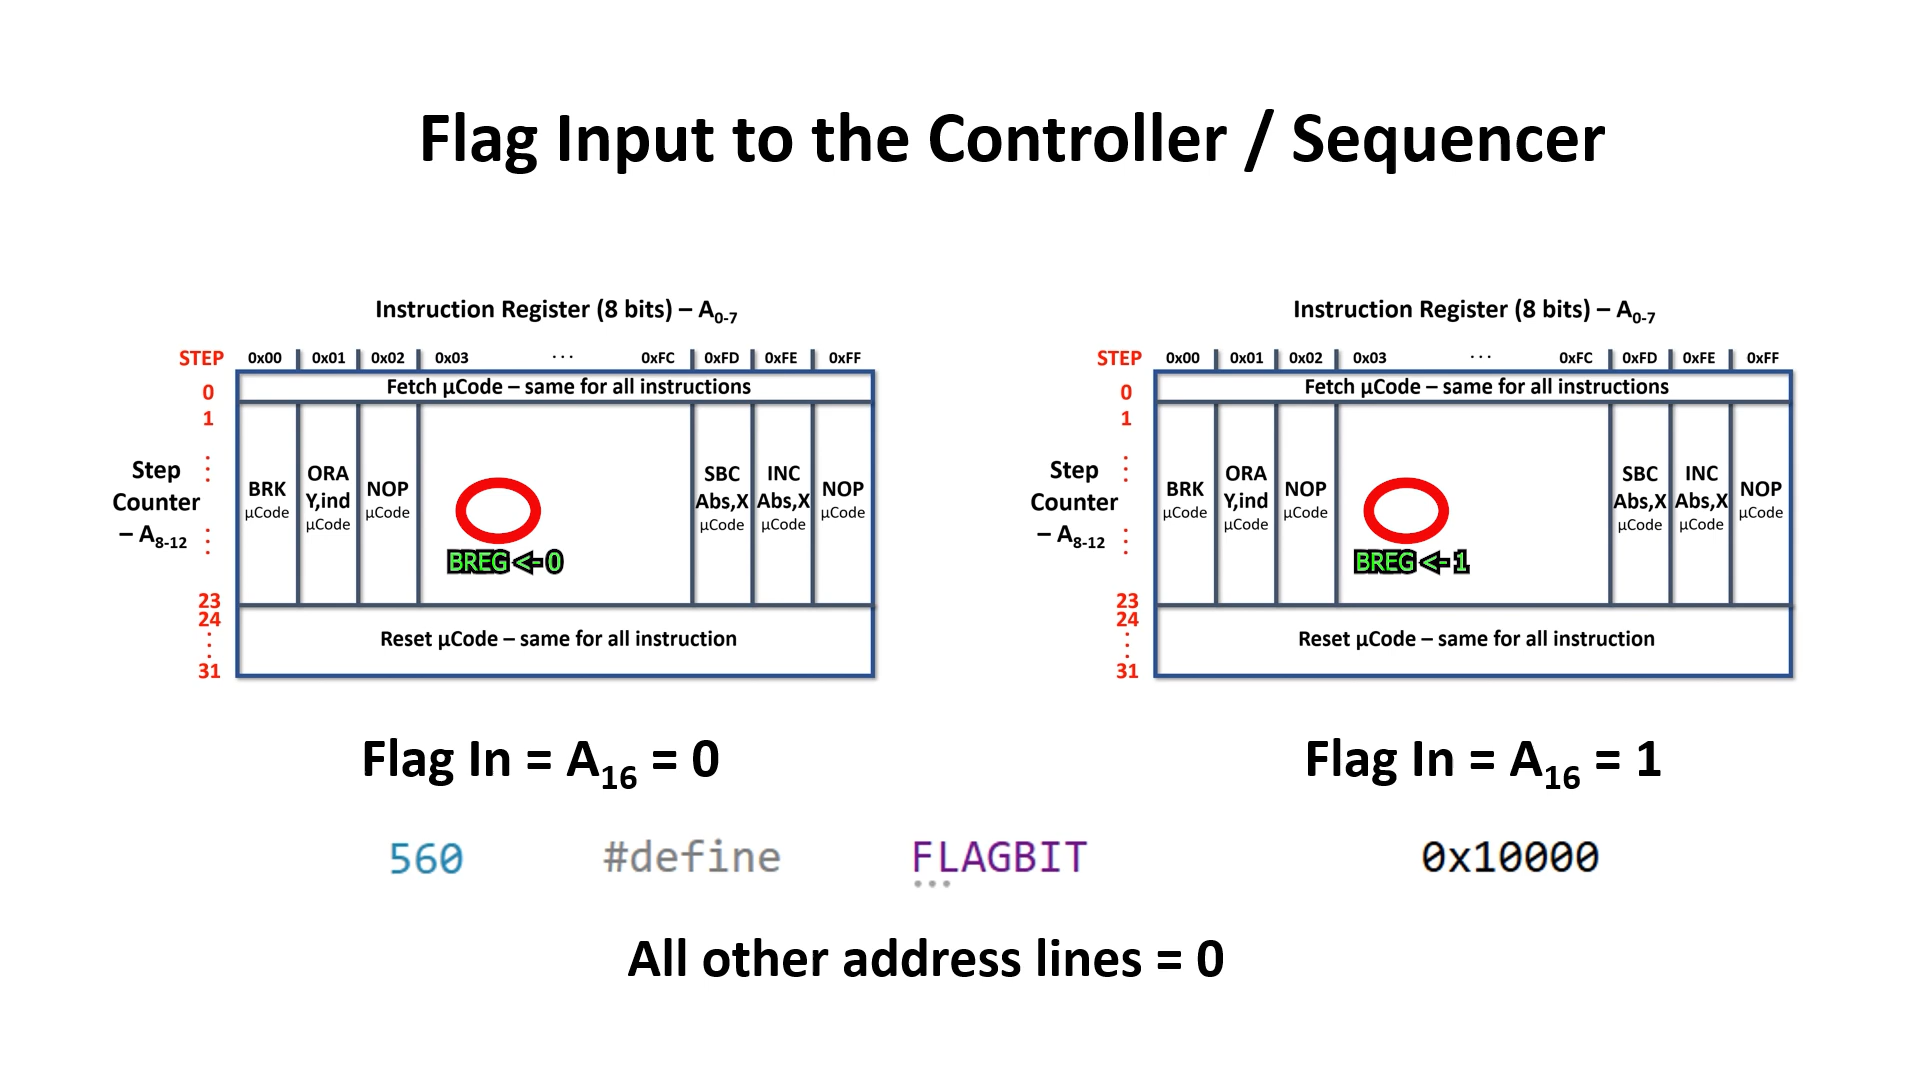 Flag Input to the Controller / Sequencer
Instruction Register (8 bits) – A0-7
STEP 0x00 0x01 0x02 0x03 ... 0xFC 0xFD 0xFE 0xFF
0 Fetch µCode – same for all instructions
1
Step Counter – A8-12
BRK µCode
ORA Y,ind µCode
NOP µCode
BREG <- 0
SBC Abs,X µCode
INC Abs,X µCode
NOP µCode
23
24
Reset µCode – same for all instruction
31
Flag In = A16 = 0
Instruction Register (8 bits) – A0-7
STEP 0x00 0x01 0x02 0x03 ... 0xFC 0xFD 0xFE 0xFF
0 Fetch µCode – same for all instructions
1
Step Counter – A8-12
BRK µCode
ORA Y,ind µCode
NOP µCode
BREG <- 1
SBC Abs,X µCode
INC Abs,X µCode
NOP µCode
23
24
Reset µCode – same for all instruction
31
Flag In = A16 = 1
560 #define FLAGBIT 0x10000
All other address lines = 0